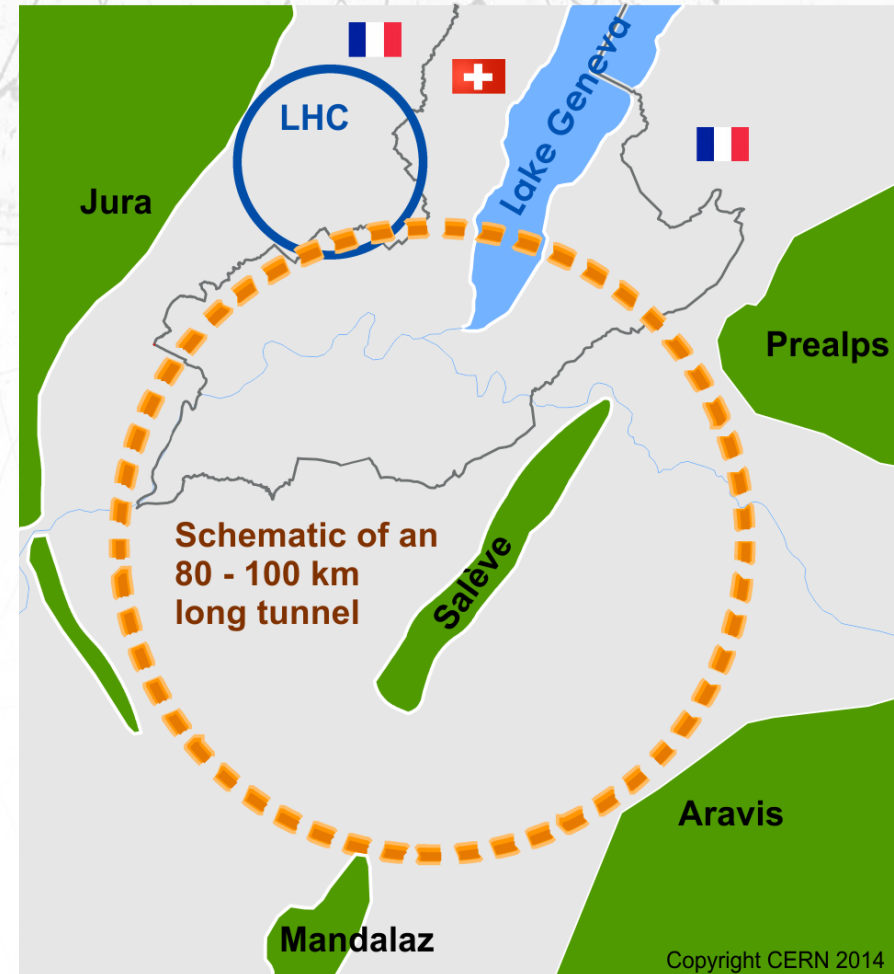 LHC
Lake Geneva
Jura
Prealps
Schematic of an
80 - 100 km
long tunnel
Salève
Aravis
Mandalaz
Copyright CERN 2014